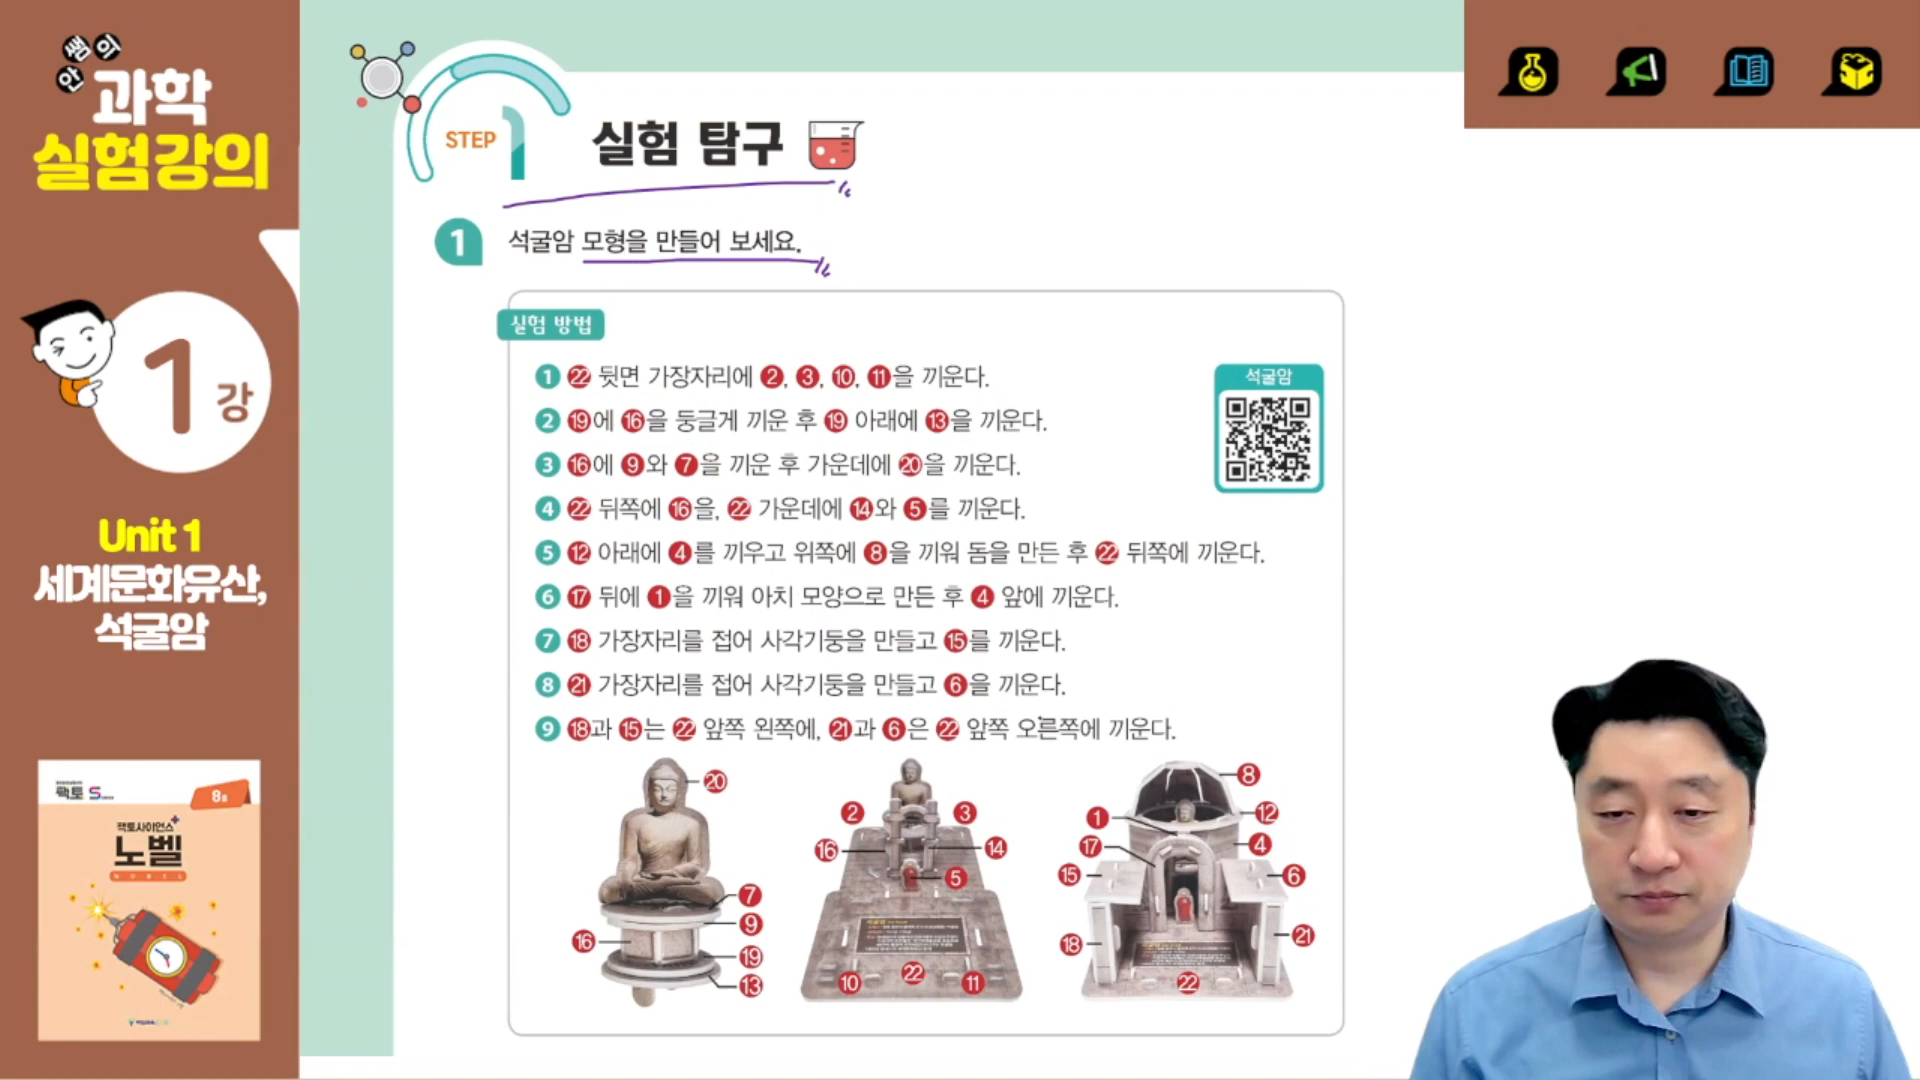 안쌤의
과학
실험강의
1강
Unit 1
세계문화유산,
석굴암
팩토 S
8호
팩토사이언스+
노벨
NOBEL
STEP 1
실험 탐구
1 석굴암 모형을 만들어 보세요.
실험 방법
석굴암
1 22 뒷면 가장자리에 2, 3, 10, 11을 끼운다.
2 19에 16을 둥글게 끼운 후 19 아래에 13을 끼운다.
3 16에 9와 7을 끼운 후 가운데에 20을 끼운다.
4 22 뒤쪽에 16을, 22 가운데에 14와 5를 끼운다.
5 12 아래에 4를 끼우고 위쪽에 8을 끼워 돔을 만든 후 22 뒤쪽에 끼운다.
6 17 뒤에 1을 끼워 아치 모양으로 만든 후 4 앞에 끼운다.
7 18 가장자리를 접어 사각기둥을 만들고 15를 끼운다.
8 21 가장자리를 접어 사각기둥을 만들고 6을 끼운다.
9 18과 15는 22 앞쪽 왼쪽에, 21과 6은 22 앞쪽 오른쪽에 끼운다.
20
7
9
16
19
13
2
3
16
14
5
10
22
11
8
1
12
17
4
15
6
18
21
22